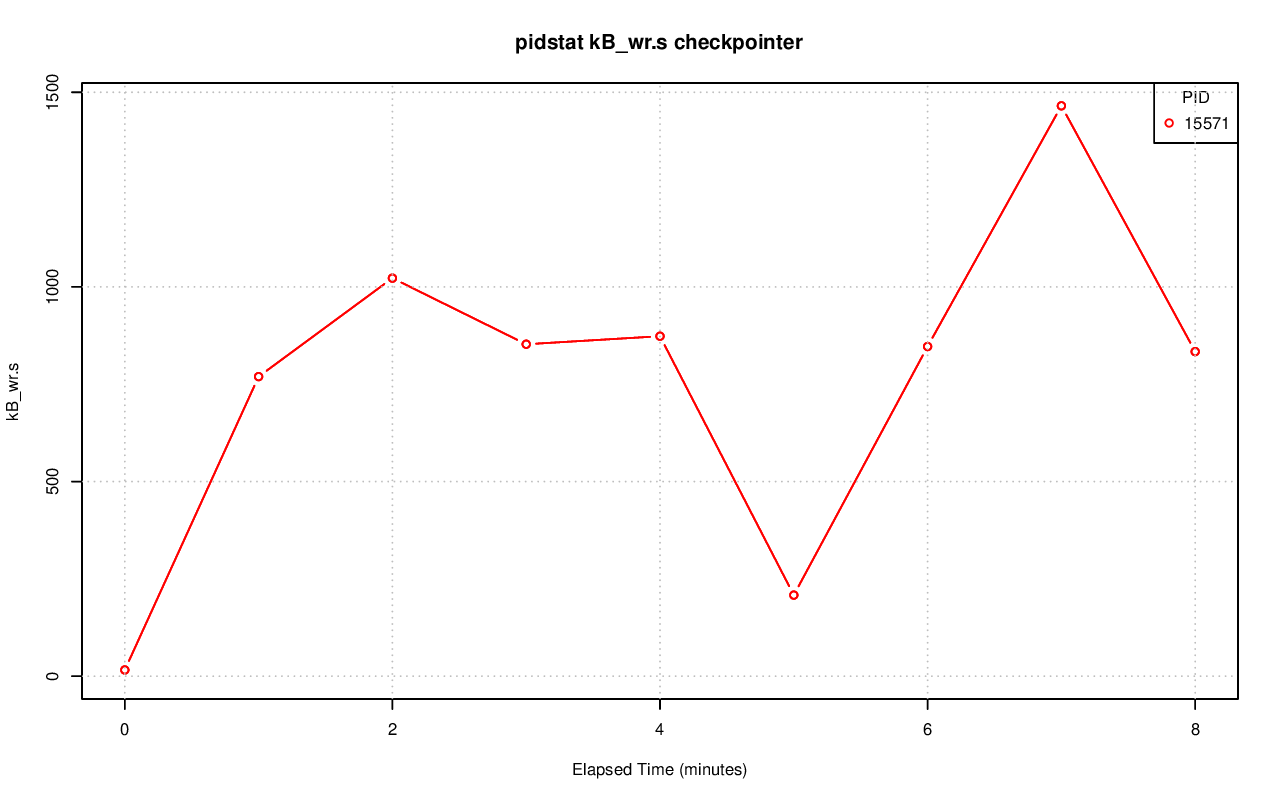 pidstat kB_wr.s checkpointer
PID
15571
kB_wr.s
1500
1000
500
0
0 2 4 6 8
Elapsed Time (minutes)